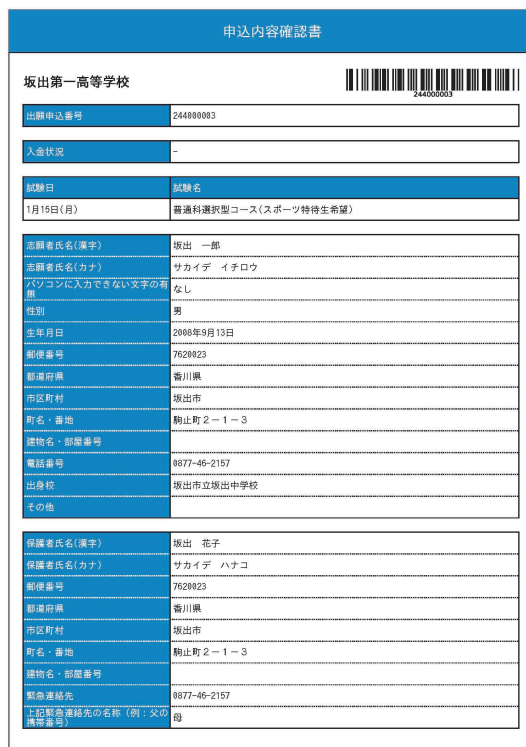 申込内容確認書
坂出第一高等学校
244000003
出願申込番号 244000003
入金状況 -
試験日 試験名
1月15日(月) 普通科選択型コース(スポーツ特待生希望)
志願者氏名(漢字) 坂出 一郎
志願者氏名(カナ) サカイデ イチロウ
パソコンに入力できない文字の有
無 なし
性別 男
生年月日 2008年9月13日
郵便番号 7620023
都道府県 香川県
市区町村 坂出市
町名・番地 駒止町2-1-3
建物名・部屋番号
電話番号 0877-46-2157
出身校 坂出市立坂出中学校
その他
保護者氏名(漢字) 坂出 花子
保護者氏名(カナ) サカイデ ハナコ
郵便番号 7620023
都道府県 香川県
市区町村 坂出市
町名・番地 駒止町2-1-3
建物名・部屋番号
緊急連絡先 0877-46-2157
上記緊急連絡先の名称(例:父の
携帯番号) 母